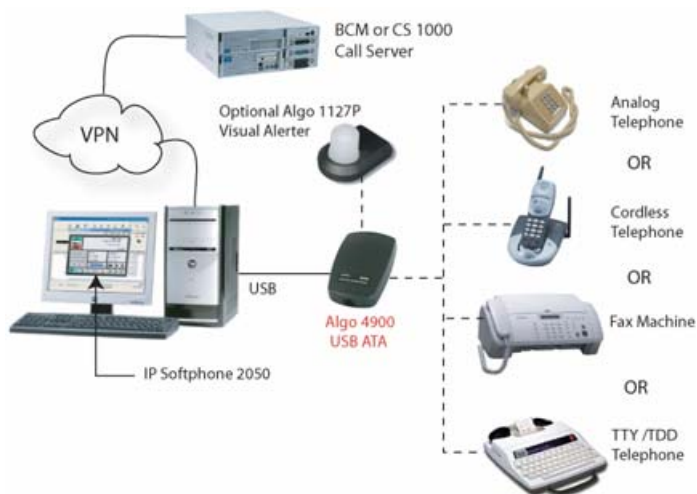 BCM or CS 1000
Call Server
Optional Algo 1127P
Visual Alerter
VPN
Analog
Telephone
OR
Cordless
Telephone
OR
USB
Algo 4900
USB ATA
Fax Machine
IP Softphone 2050
OR
TTY /TDD
Telephone